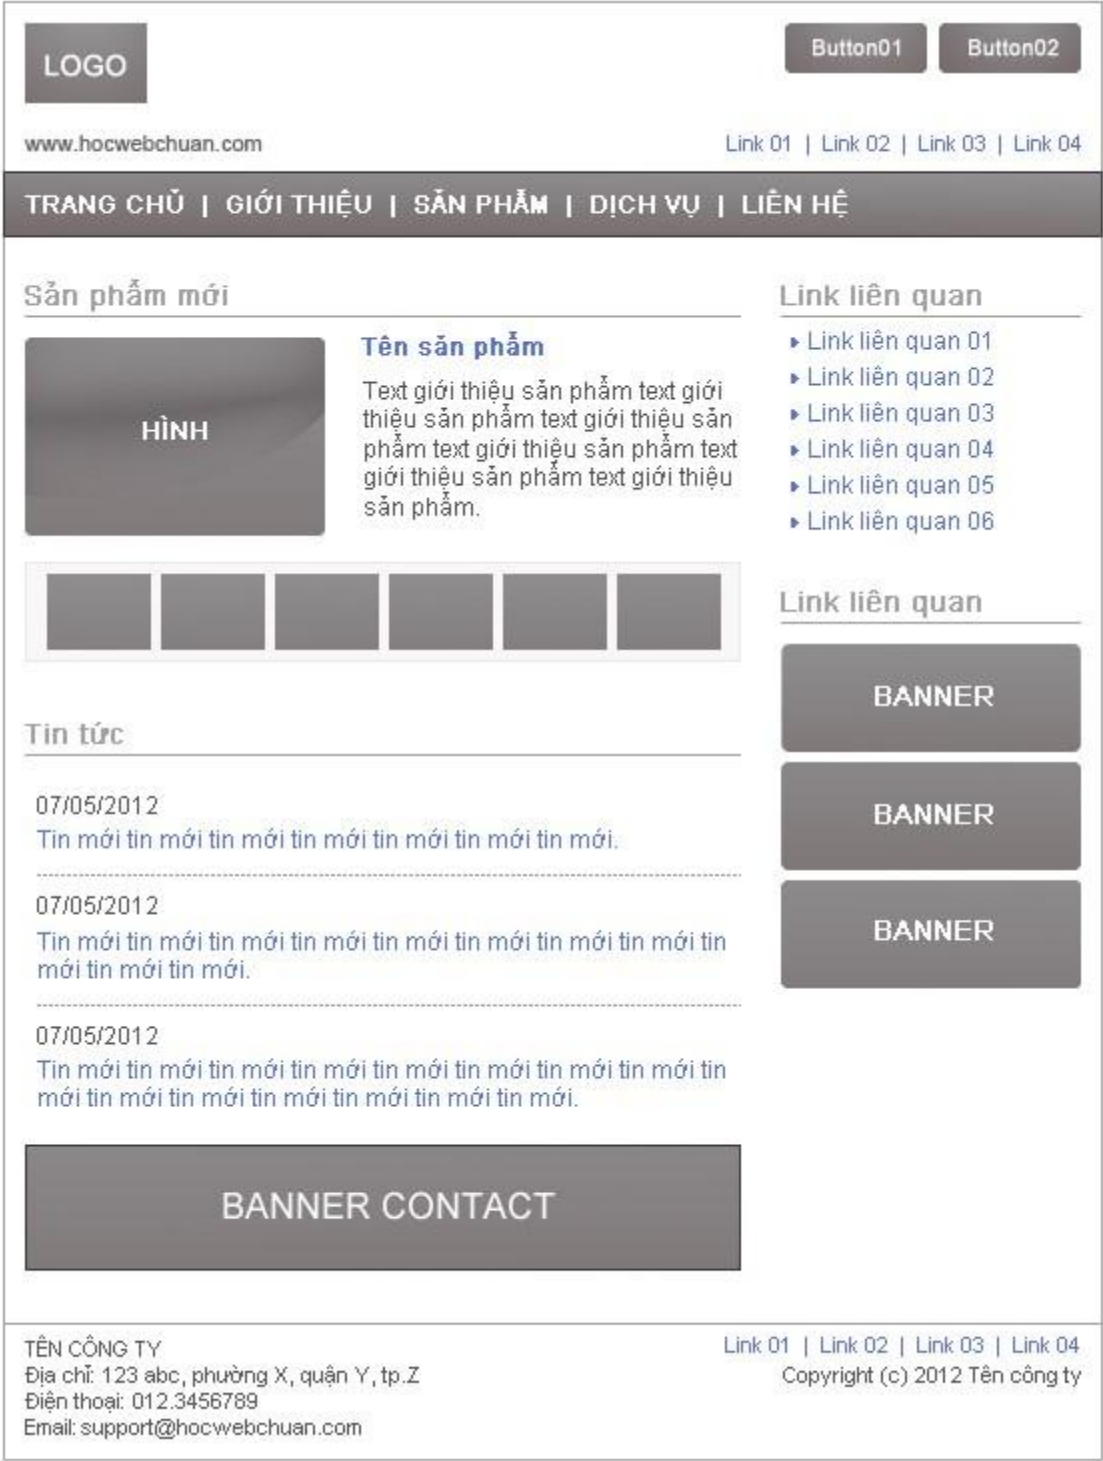 LOGO
Button01
Button02
www.hocwebchuan.com
Link 01 | Link 02 | Link 03 | Link 04
TRANG CHỦ | GIỚI THIỆU | SẢN PHẨM | DỊCH VỤ | LIÊN HỆ
Sản phẩm mới
HÌNH
Tên sản phẩm
Text giới thiệu sản phẩm text giới
thiệu sản phẩm text giới thiệu sản
phẩm text giới thiệu sản phẩm text
giới thiệu sản phẩm text giới thiệu
sản phẩm.
Tin tức
07/05/2012
Tin mới tin mới tin mới tin mới tin mới tin mới tin mới.
07/05/2012
Tin mới tin mới tin mới tin mới tin mới tin mới tin mới tin
mới tin mới tin mới.
07/05/2012
Tin mới tin mới tin mới tin mới tin mới tin mới tin mới tin
mới tin mới tin mới tin mới tin mới tin mới tin mới.
BANNER CONTACT
Link liên quan
Link liên quan 01
Link liên quan 02
Link liên quan 03
Link liên quan 04
Link liên quan 05
Link liên quan 06
Link liên quan
BANNER
BANNER
BANNER
TÊN CÔNG TY
Địa chỉ: 123 abc, phường X, quận Y, tp.Z
Điện thoại: 012.3456789
Email: support@hocwebchuan.com
Link 01 | Link 02 | Link 03 | Link 04
Copyright (c) 2012 Tên công ty